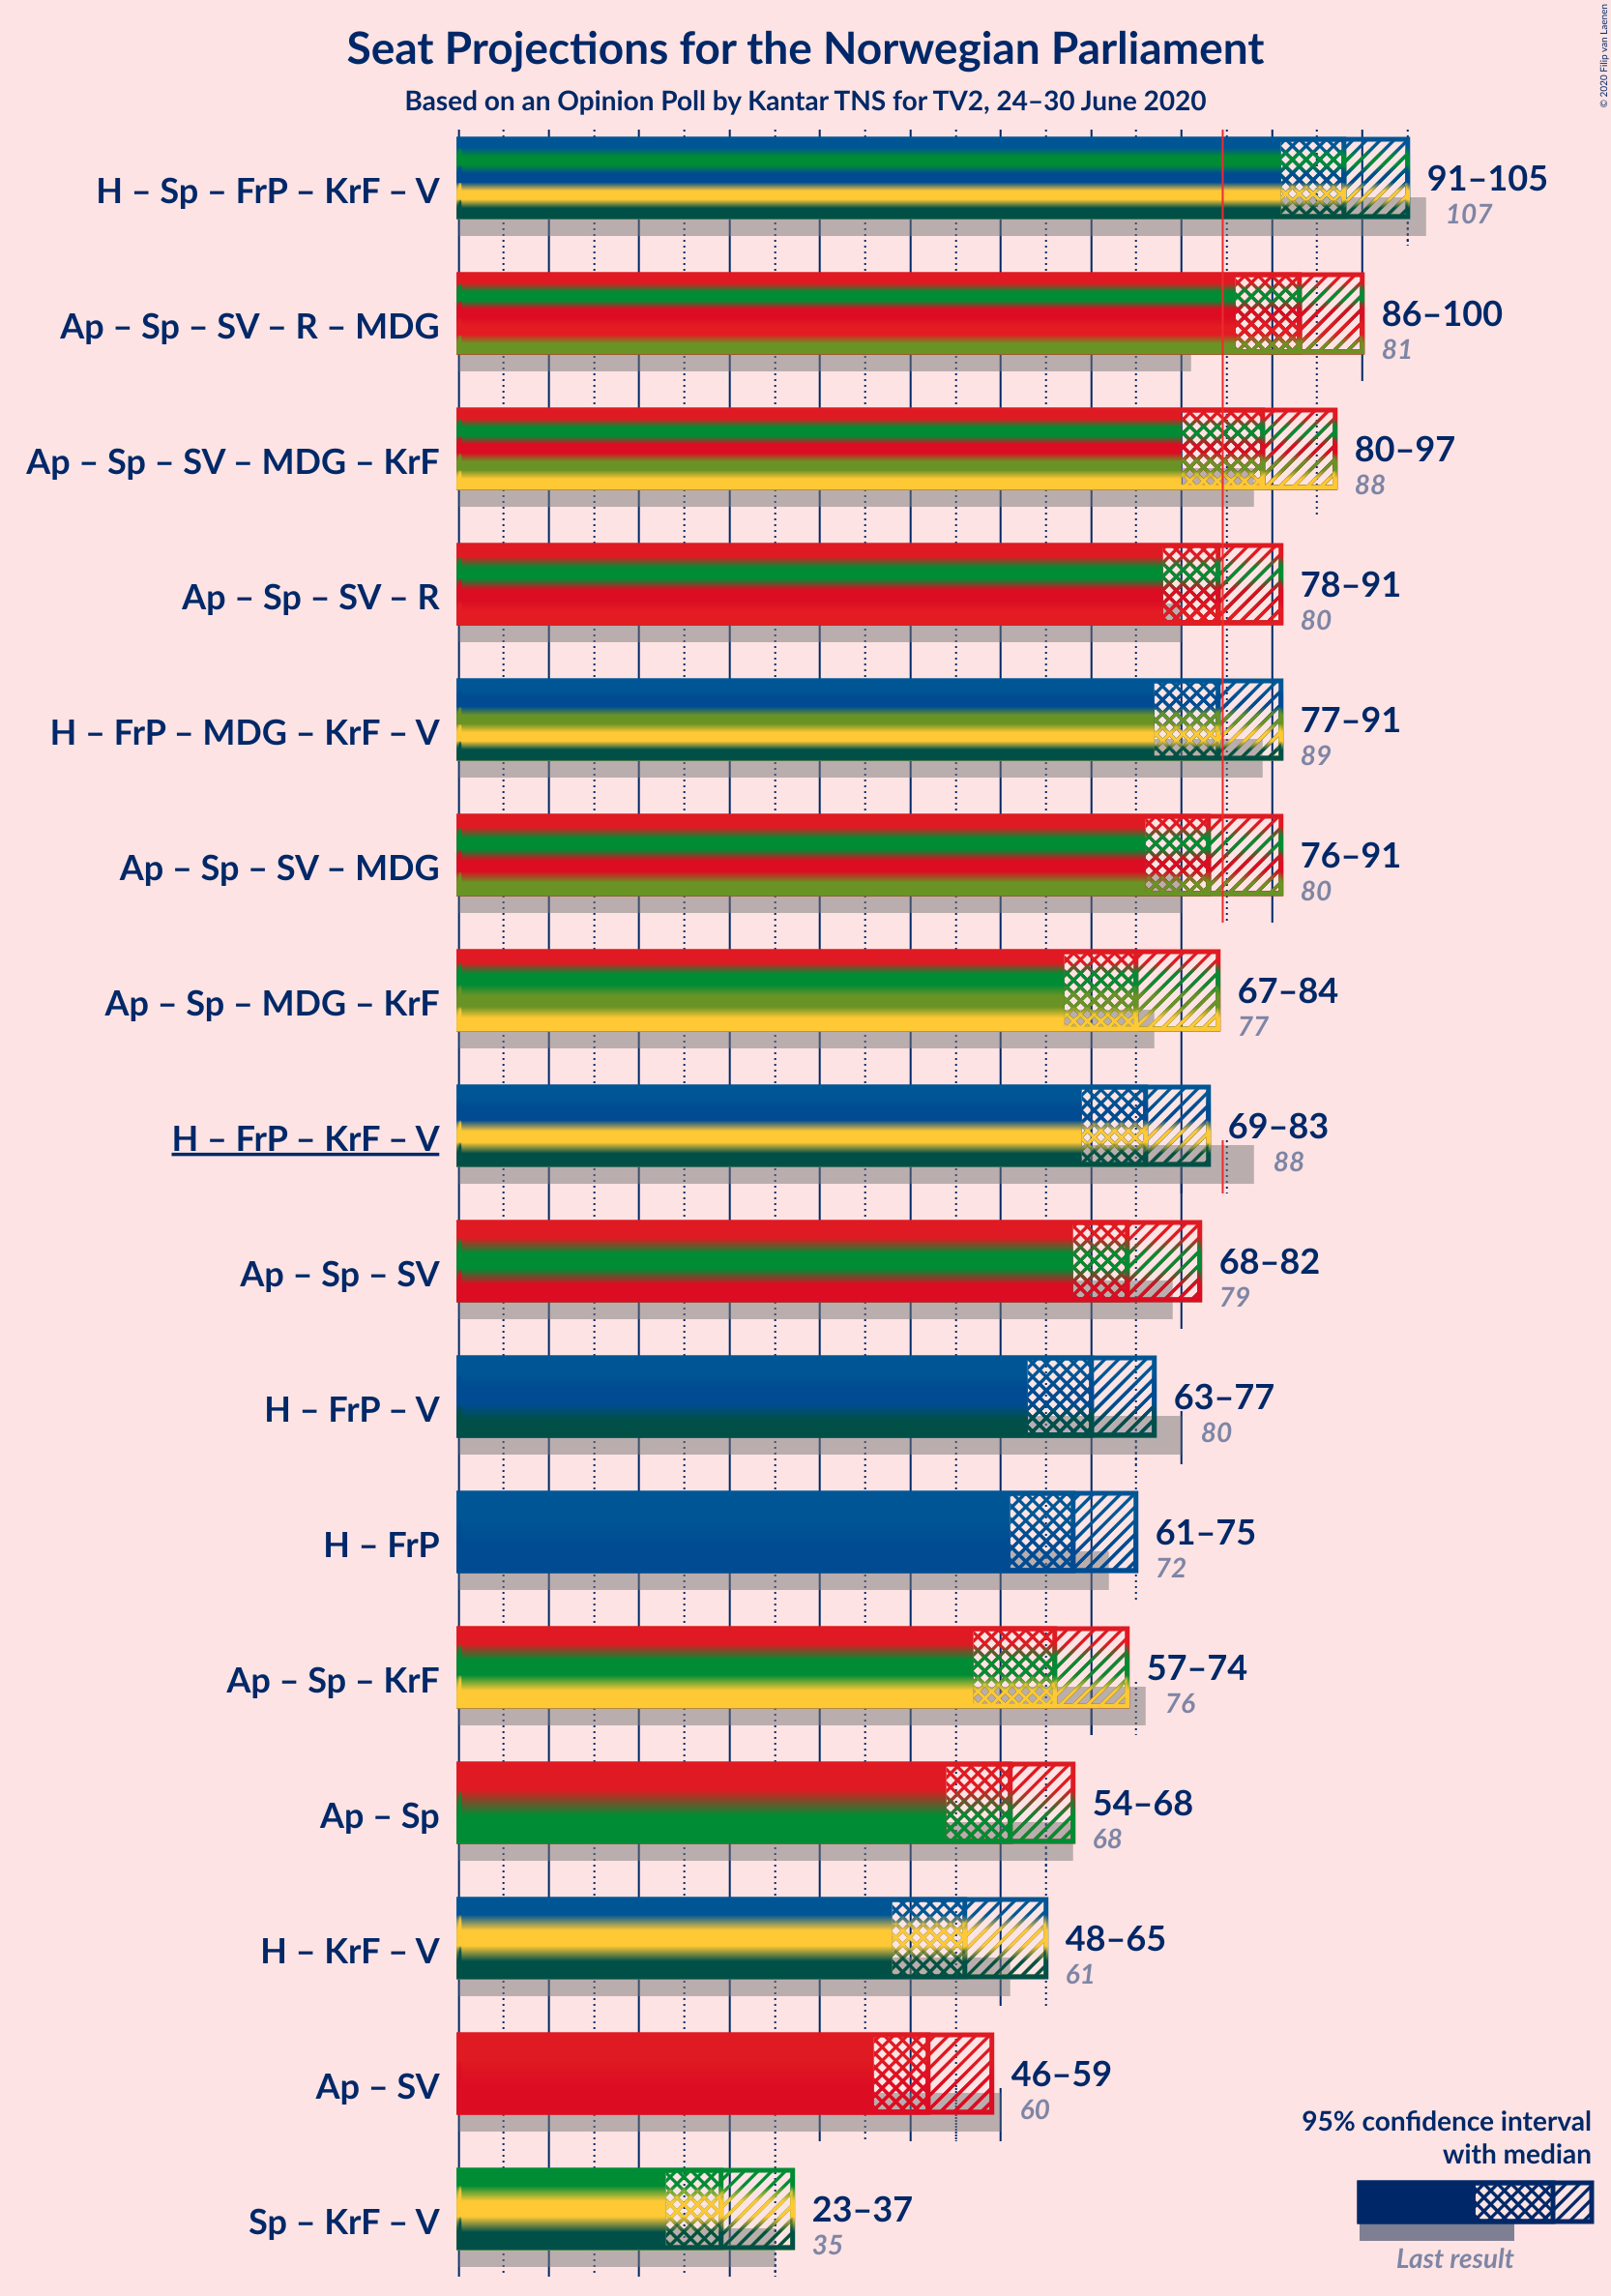 © 2020 Filip van Laenen
Seat Projections for the Norwegian Parliament
Based on an Opinion Poll by Kantar TNS for TV2, 24–30 June 2020
H – Sp – FrP – KrF – V
91–105
107
Ap – Sp – SV – R – MDG
86–100
81
Ap – Sp – SV – MDG – KrF
80–97
88
Ap – Sp – SV – R
78–91
80
H – FrP – MDG – KrF – V
77–91
89
Ap – Sp – SV – MDG
76–91
80
Ap – Sp – MDG – KrF
67–84
77
H – FrP – KrF – V
69–83
88
Ap – Sp – SV
68–82
79
H – FrP – V
63–77
80
H – FrP
61–75
72
Ap – Sp – KrF
57–74
76
Ap – Sp
54–68
68
H – KrF – V
48–65
61
Ap – SV
46–59
60
Sp – KrF – V
23–37
35
95% confidence interval
with median
Last result